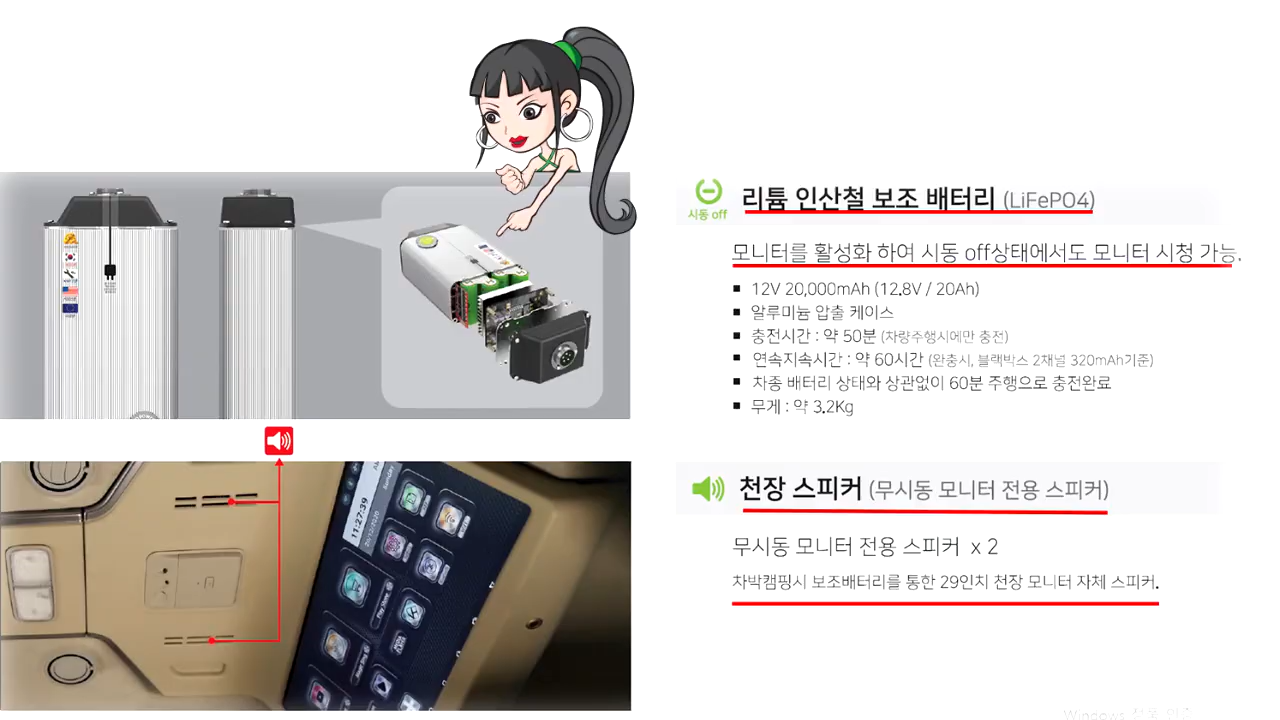 시동 off
리튬 인산철 보조 배터리 (LiFePO4)
모니터를 활성화 하여 시동 off상태에서도 모니터 시청 가능.
12V 20,000mAh (12.8V / 20Ah)
알루미늄 압출 케이스
충전시간 : 약 50분 (차량주행시에만 충전)
연속지속시간 : 약 60시간 (완충시, 블랙박스 2채널 320mAh기준)
차종 배터리 상태와 상관없이 60분 주행으로 충전완료
무게 : 약 3.2Kg
11:27:39
천장 스피커 (무시동 모니터 전용 스피커)
무시동 모니터 전용 스피커 x 2
차박캠핑시 보조배터리를 통한 29인치 천장 모니터 자체 스피커.
Windows 정품 인증